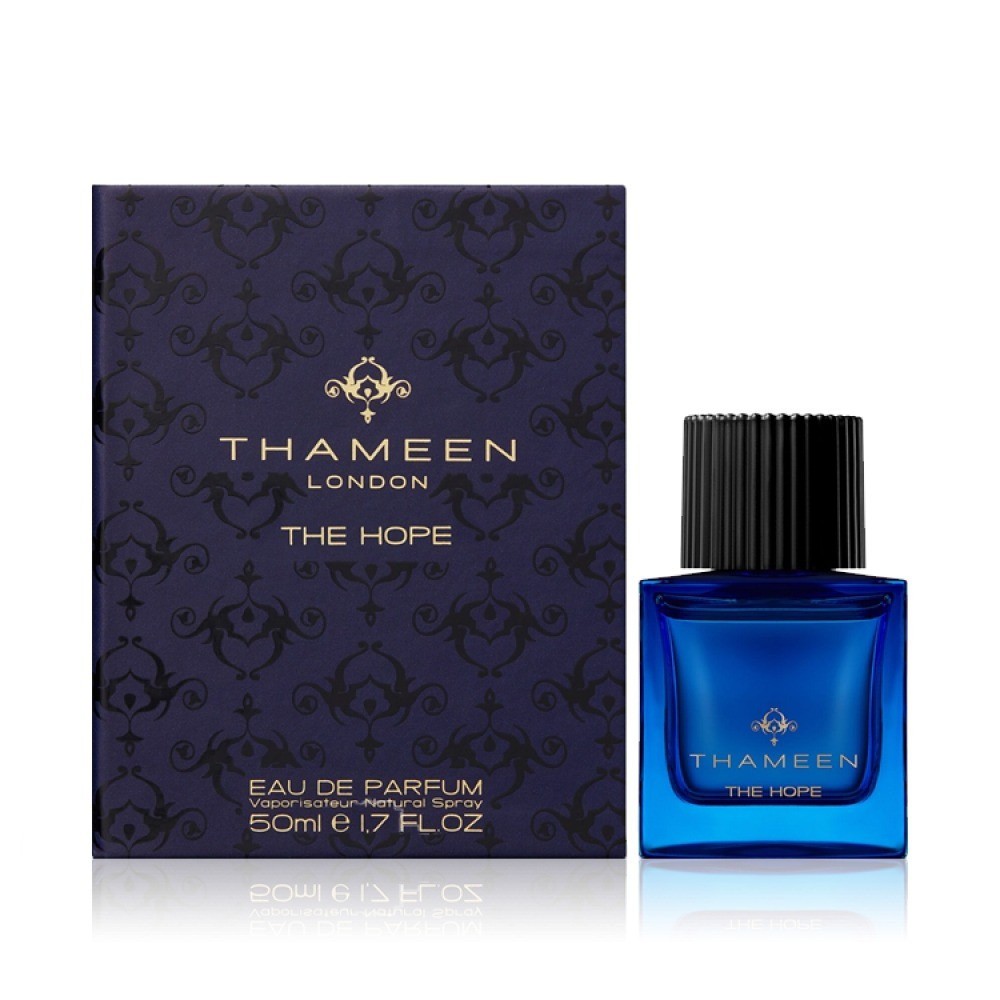 THAMEEN
LONDON
THE HOPE
EAU DE PARFUM
Vaporisateur Natural Spray
50ml e 1,7 FL.OZ
THAMEEN
THE HOPE